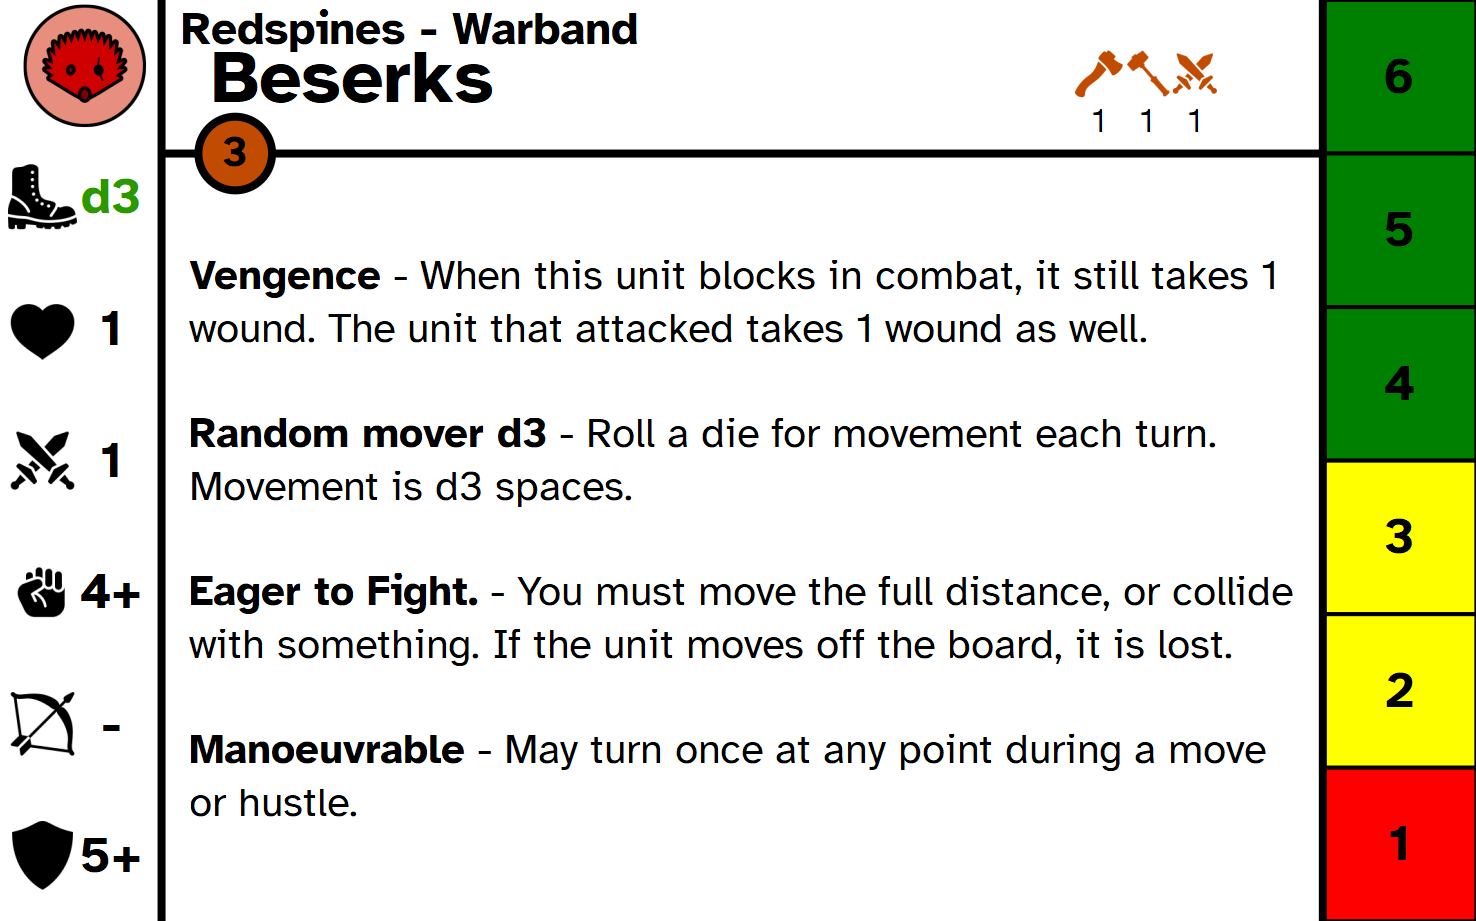 Redspines - Warband
Beserks
1 1 1
3
d3
1
1
4+
-
5+
Vengence - When this unit blocks in combat, it still takes 1
wound. The unit that attacked takes 1 wound as well.
Random mover d3 - Roll a die for movement each turn.
Movement is d3 spaces.
Eager to Fight. - You must move the full distance, or collide
with something. If the unit moves off the board, it is lost.
Manoeuvrable - May turn once at any point during a move
or hustle.
6
5
4
3
2
1